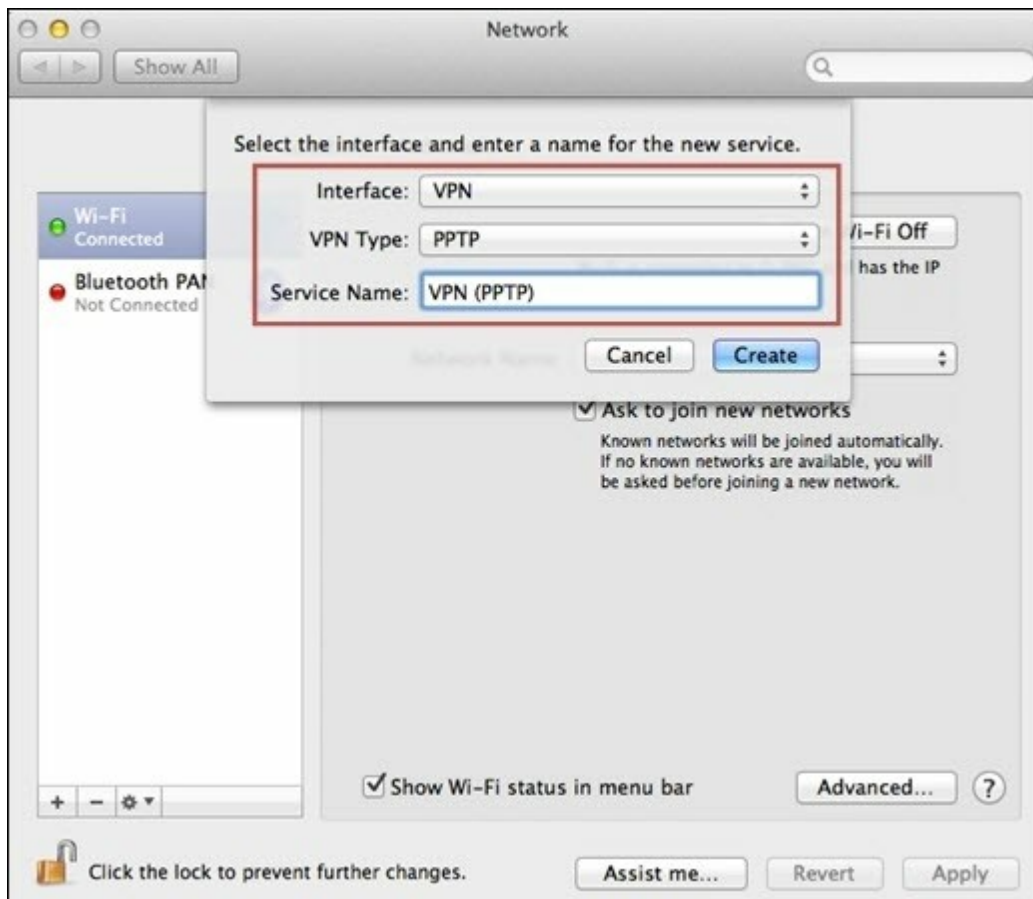 Network
Show All
Select the interface and enter a name for the new service.
Interface: VPN
VPN Type: PPTP
Service Name: VPN (PPTP)
Cancel Create
Wi-Fi
Connected
Bluetooth PAN
Not Connected
i-Fi Off
has the IP
Network Name
Ask to join new networks
Known networks will be joined automatically.
If no known networks are available, you will
be asked before joining a new network.
Show Wi-Fi status in menu bar
Advanced... ?
Click the lock to prevent further changes.
Assist me... Revert Apply